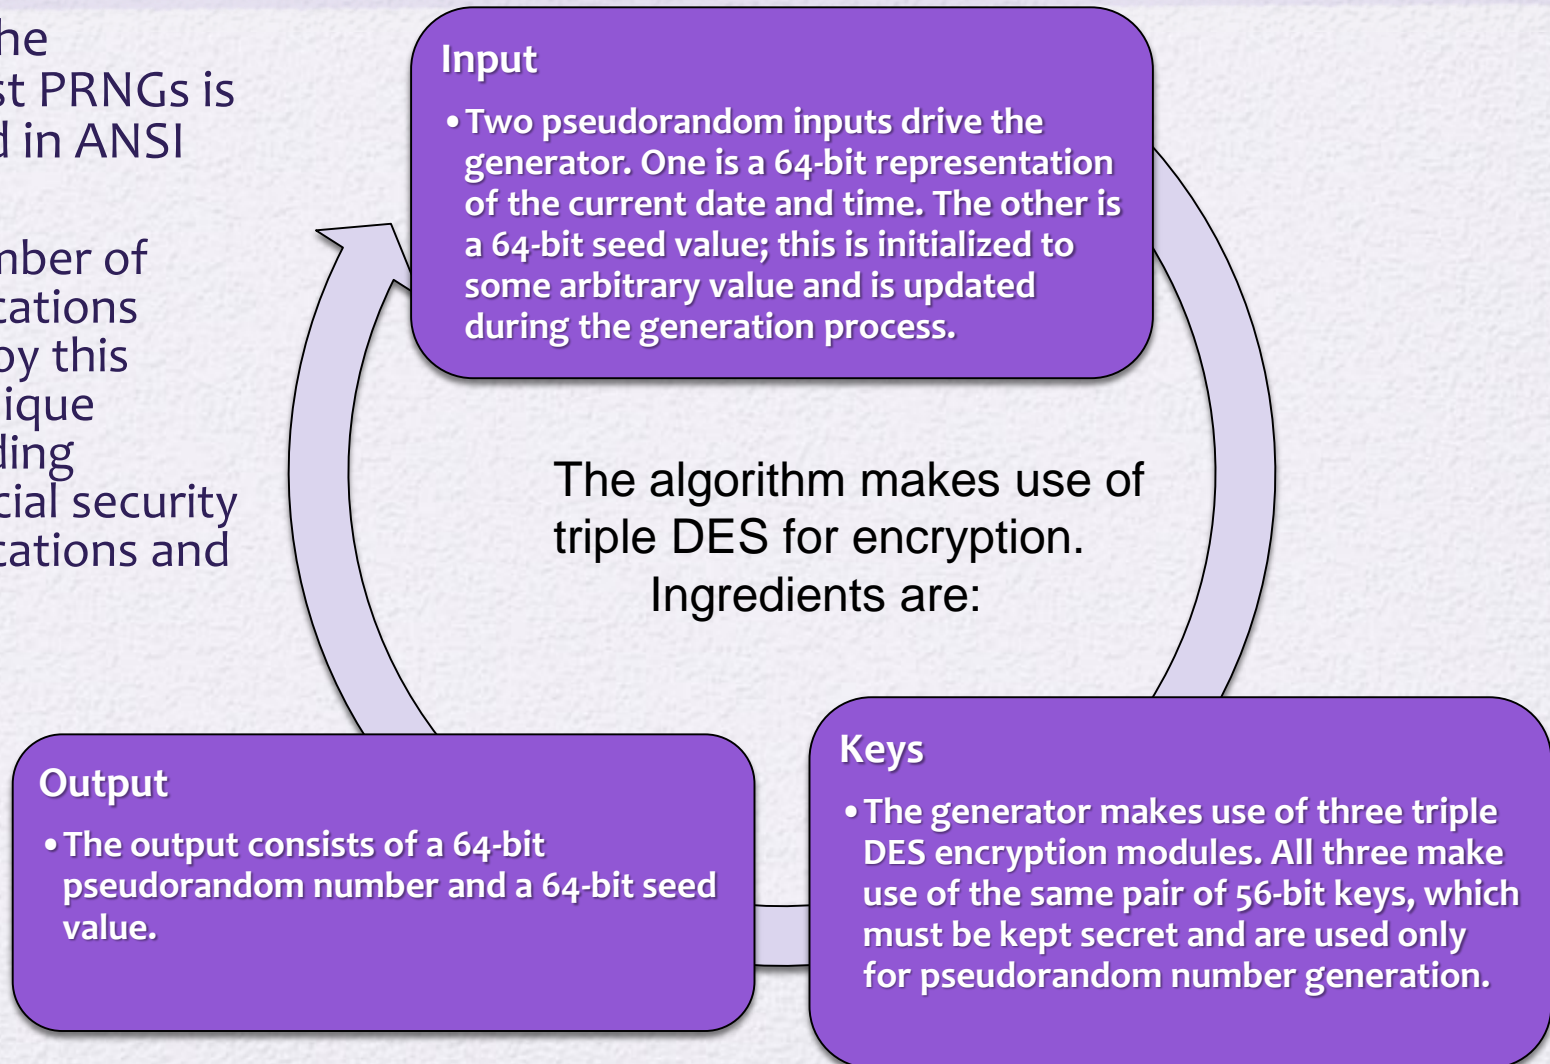 he
st PRNGs is
d in ANSI
nber of
cations
oy this
ique
ding
cial security
cations and
Input
•Two pseudorandom inputs drive the
generator. One is a 64-bit representation
of the current date and time. The other is
a 64-bit seed value; this is initialized to
some arbitrary value and is updated
during the generation process.
The algorithm makes use of
triple DES for encryption.
Ingredients are:
Output
•The output consists of a 64-bit
pseudorandom number and a 64-bit seed
value.
Keys
•The generator makes use of three triple
DES encryption modules. All three make
use of the same pair of 56-bit keys, which
must be kept secret and are used only
for pseudorandom number generation.